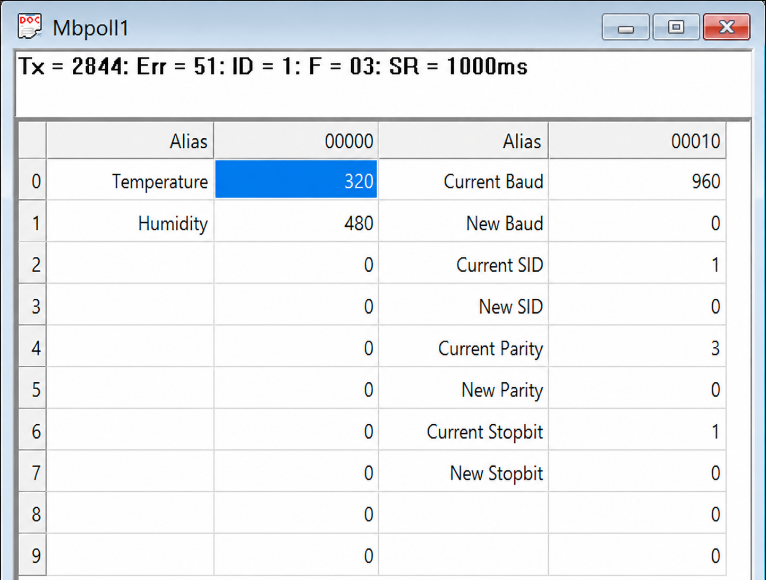 DOC
Mbpoll1
Tx = 2844: Err = 51: ID = 1: F = 03: SR = 1000ms
Alias 00000 Alias 00010
0 Temperature 320 Current Baud 960
1 Humidity 480 New Baud 0
2 0 Current SID 1
3 0 New SID 0
4 0 Current Parity 3
5 0 New Parity 0
6 0 Current Stopbit 1
7 0 New Stopbit 0
8 0 0
9 0 0